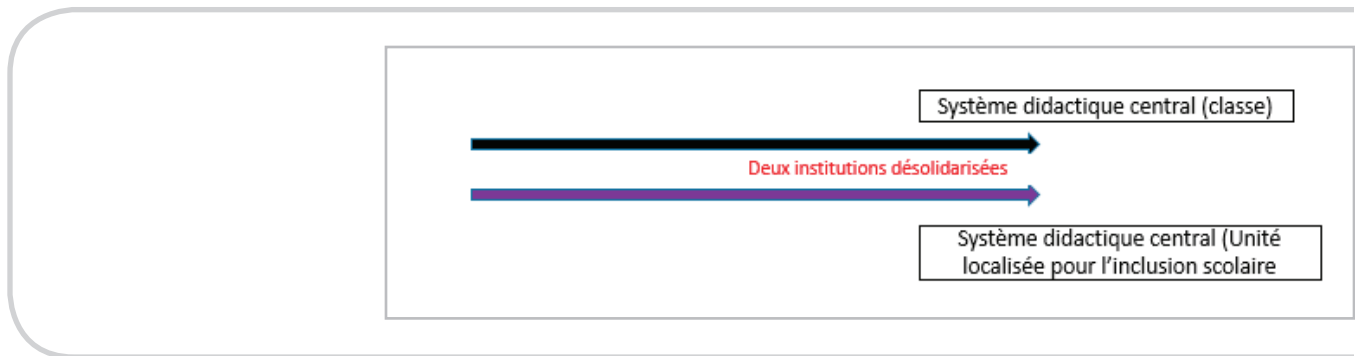 Système didactique central (classe)
Deux institutions désolidarisées
Système didactique central (Unité
localisée pour l'inclusion scolaire